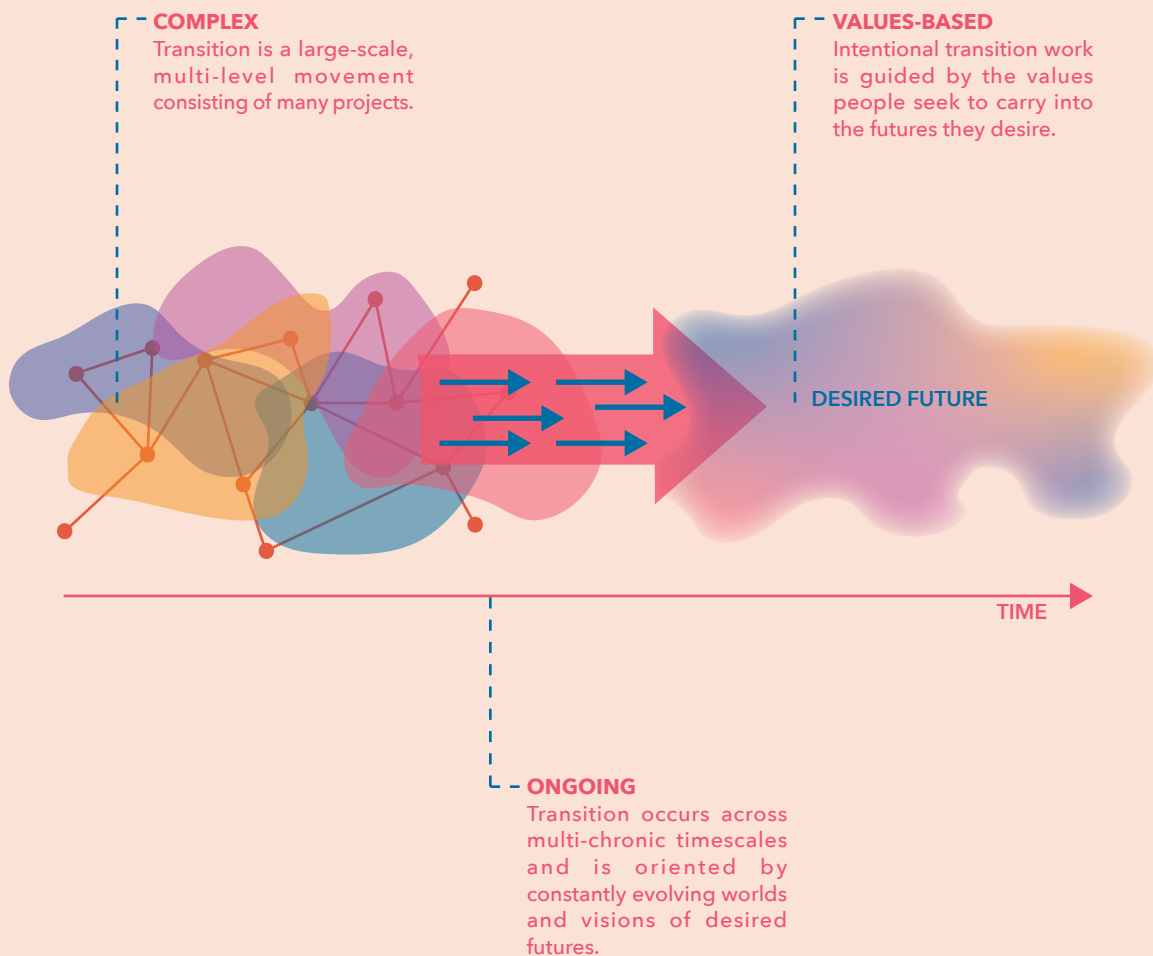 COMPLEX
Transition is a large-scale,
multi-level movement
consisting of many projects.
VALUES-BASED
Intentional transition work
is guided by the values
people seek to carry into
the futures they desire.
DESIRED FUTURE
TIME
ONGOING
Transition occurs across
multi-chronic timescales
and is oriented by
constantly evolving worlds
and visions of desired
futures.